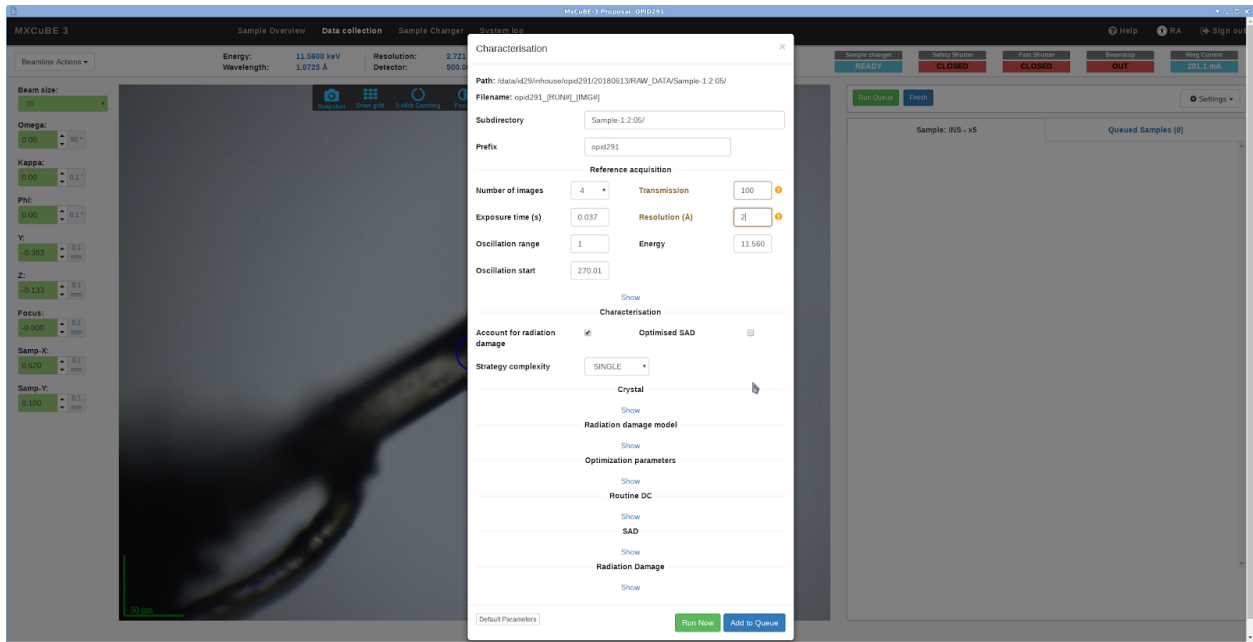 MXCuBE-3 Proposal: OPID291
MXCuBE 3
Sample Overview Data collection Sample Changer System log
Help RA Sign out
Beamline Actions
Energy: 11.5600 keV
Wavelength: 1.0725 Å
Resolution: 2.721
Detector: 500.0
Sample changer
READY
Safety Shutter
CLOSED
Fast Shutter
CLOSED
Beamstop
OUT
Ring Current
201.1 mA
Beam size:
30
Omega:
0.00 90 °
Kappa:
0.00 0.1 °
Phi:
0.00 0.1 °
Y:
-0.383 0.1 mm
Z:
-0.133 0.1 mm
Focus:
-0.000 0.1 mm
Samp-X:
0.620 0.1 mm
Samp-Y:
0.100 0.1 mm
Snapshot Draw grid 3-click Centring
50 µm
Characterisation ×
Path: /data/id29/inhouse/opid291/20180613/RAW_DATA/Sample-1:2:05/
Filename: opid291_[RUN#]_[IMG#]
Subdirectory Sample-1:2:05/
Prefix opid291
Reference acquisition
Number of images 4 Transmission 100
Exposure time (s) 0.037 Resolution (Å) 2
Oscillation range 1 Energy 11.560
Oscillation start 270.01
Show
Characterisation
Account for radiation
damage
Optimised SAD
Strategy complexity SINGLE
Crystal
Show
Radiation damage model
Show
Optimization parameters
Show
Routine DC
Show
SAD
Show
Radiation Damage
Show
Default Parameters Run Now Add to Queue
Run Queue Finish Settings
Sample: INS - x5 Queued Samples (0)